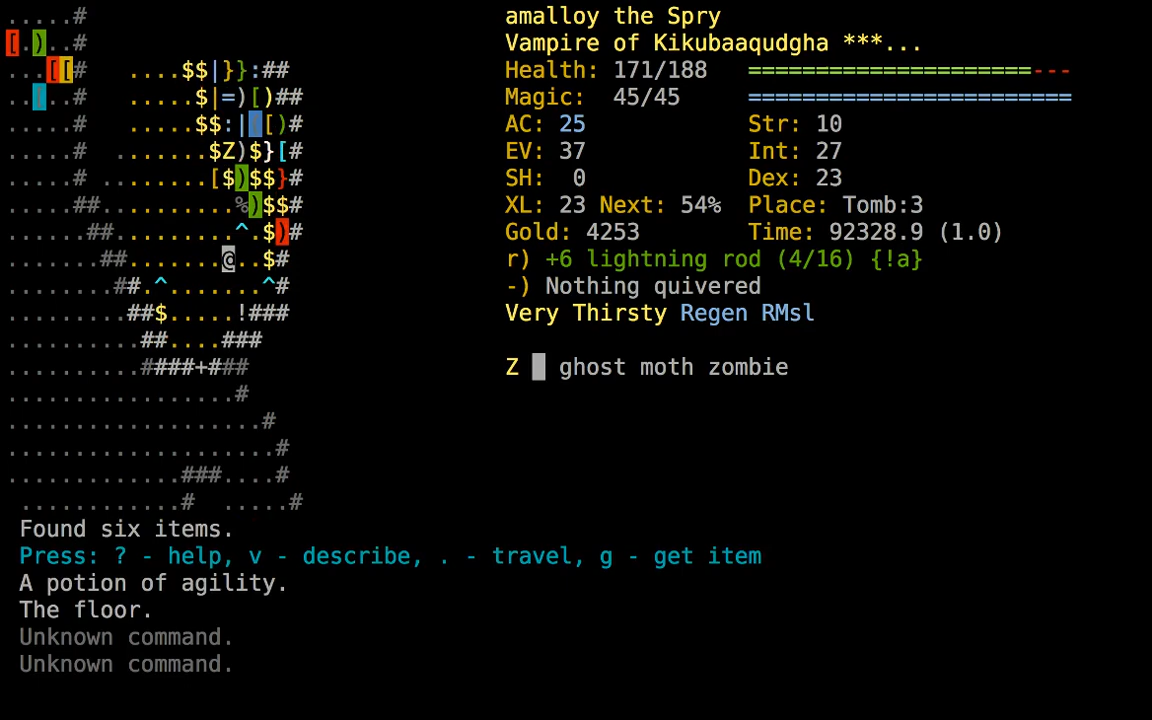 .....#
[.)..#
...[[#   ....$$|}}:##
..[..#   .....$|=)[)##
.....#   .....$$:|([)#
.....#  .......$Z)$}[#
.....# ........[$)$$}#
.....##..........%)$$#
......##.........^.$)#
.......##.......@..$#
........##.^.......^#
.........##$.....!###
..........##....###
..........####+###
.................#
...................#
....................#
.............###....#
............#  .....#
amalloy the Spry
Vampire of Kikubaaqudgha ***...
Health: 171/188 ========================---
Magic: 45/45 ========================
AC: 25 Str: 10
EV: 37 Int: 27
SH: 0 Dex: 23
XL: 23 Next: 54% Place: Tomb:3
Gold: 4253 Time: 92328.9 (1.0)
r) +6 lightning rod (4/16) {!a}
-) Nothing quivered
Very Thirsty Regen RMsl
Z ghost moth zombie
Found six items.
Press: ? - help, v - describe, . - travel, g - get item
A potion of agility.
The floor.
Unknown command.
Unknown command.